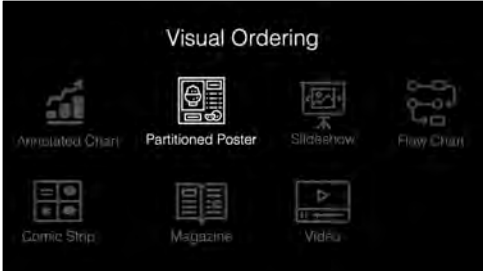 Visual Ordering
Annotated Chart
Partitioned Poster
Slideshow
Flow Chart
Comic Strip
Magazine
Video